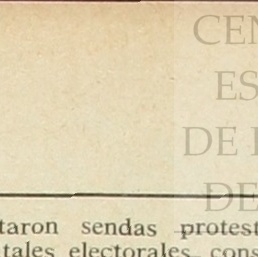 CEN
ES
DE
DE
taron sendas protest
tales electorales cons